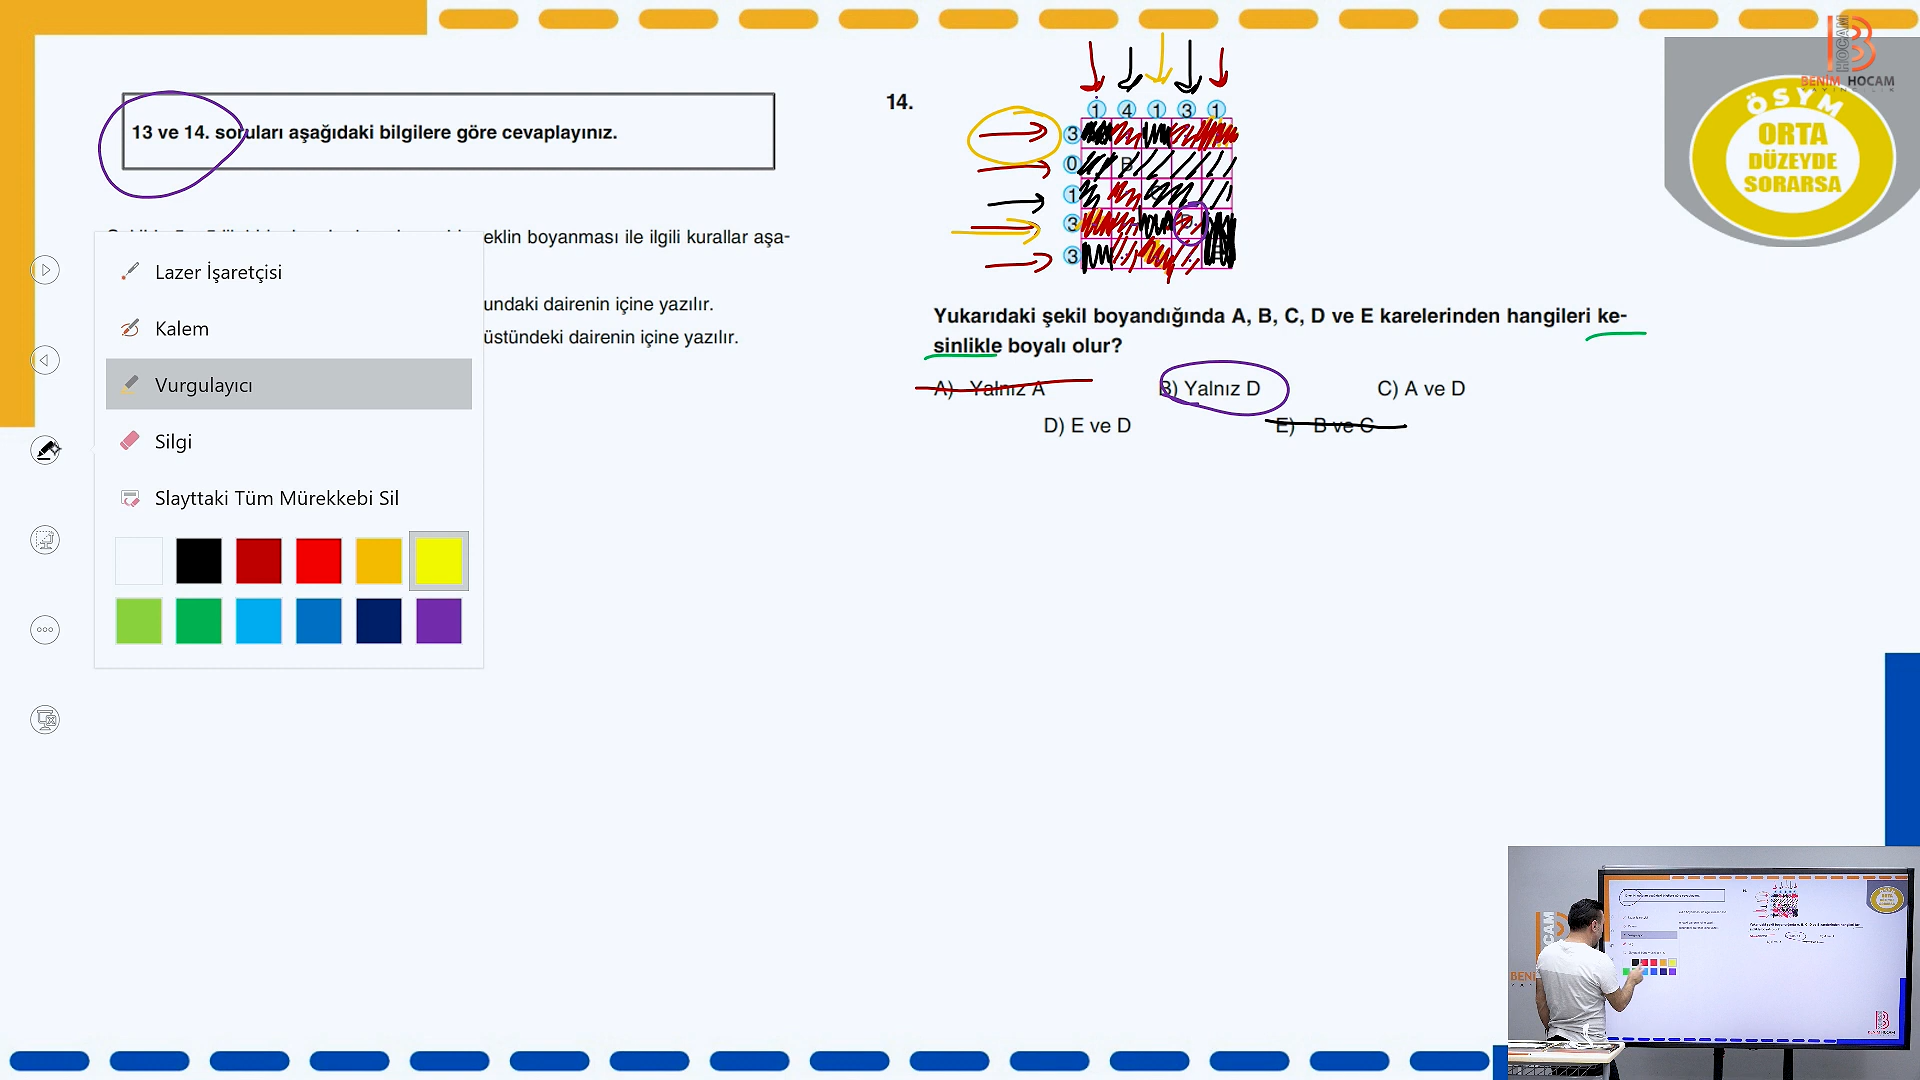 BENİM HOCAM
YAYINCILIK
ÖSYM
ORTA
DÜZEYDE
SORARSA
13 ve 14. soruları aşağıdaki bilgilere göre cevaplayınız.
eklin boyanması ile ilgili kurallar aşa-
undaki dairenin içine yazılır.
üstündeki dairenin içine yazılır.
Lazer İşaretçisi
Kalem
Vurgulayıcı
Silgi
Slayttaki Tüm Mürekkebi Sil
14.
1 4 1 3 1
3
0 B
1
3
3
Yukarıdaki şekil boyandığında A, B, C, D ve E karelerinden hangileri ke-
sinlikle boyalı olur?
A) Yalnız A B) Yalnız D C) A ve D
D) E ve D E) B ve C